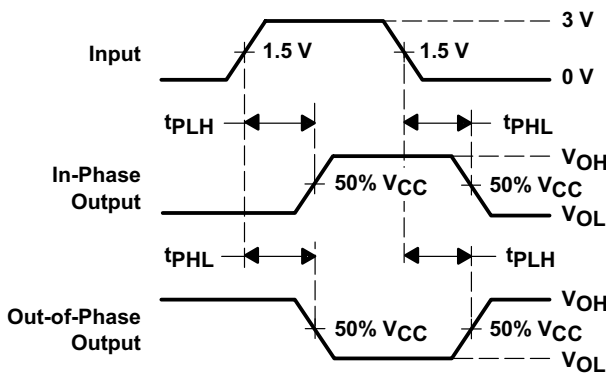 3 V
Input
1.5 V
1.5 V
0 V
tPLH
tPHL
VOH
In-Phase
Output
50% VCC
50% VCC
VOL
tPHL
tPLH
VOH
Out-of-Phase
Output
50% VCC
50% VCC
VOL